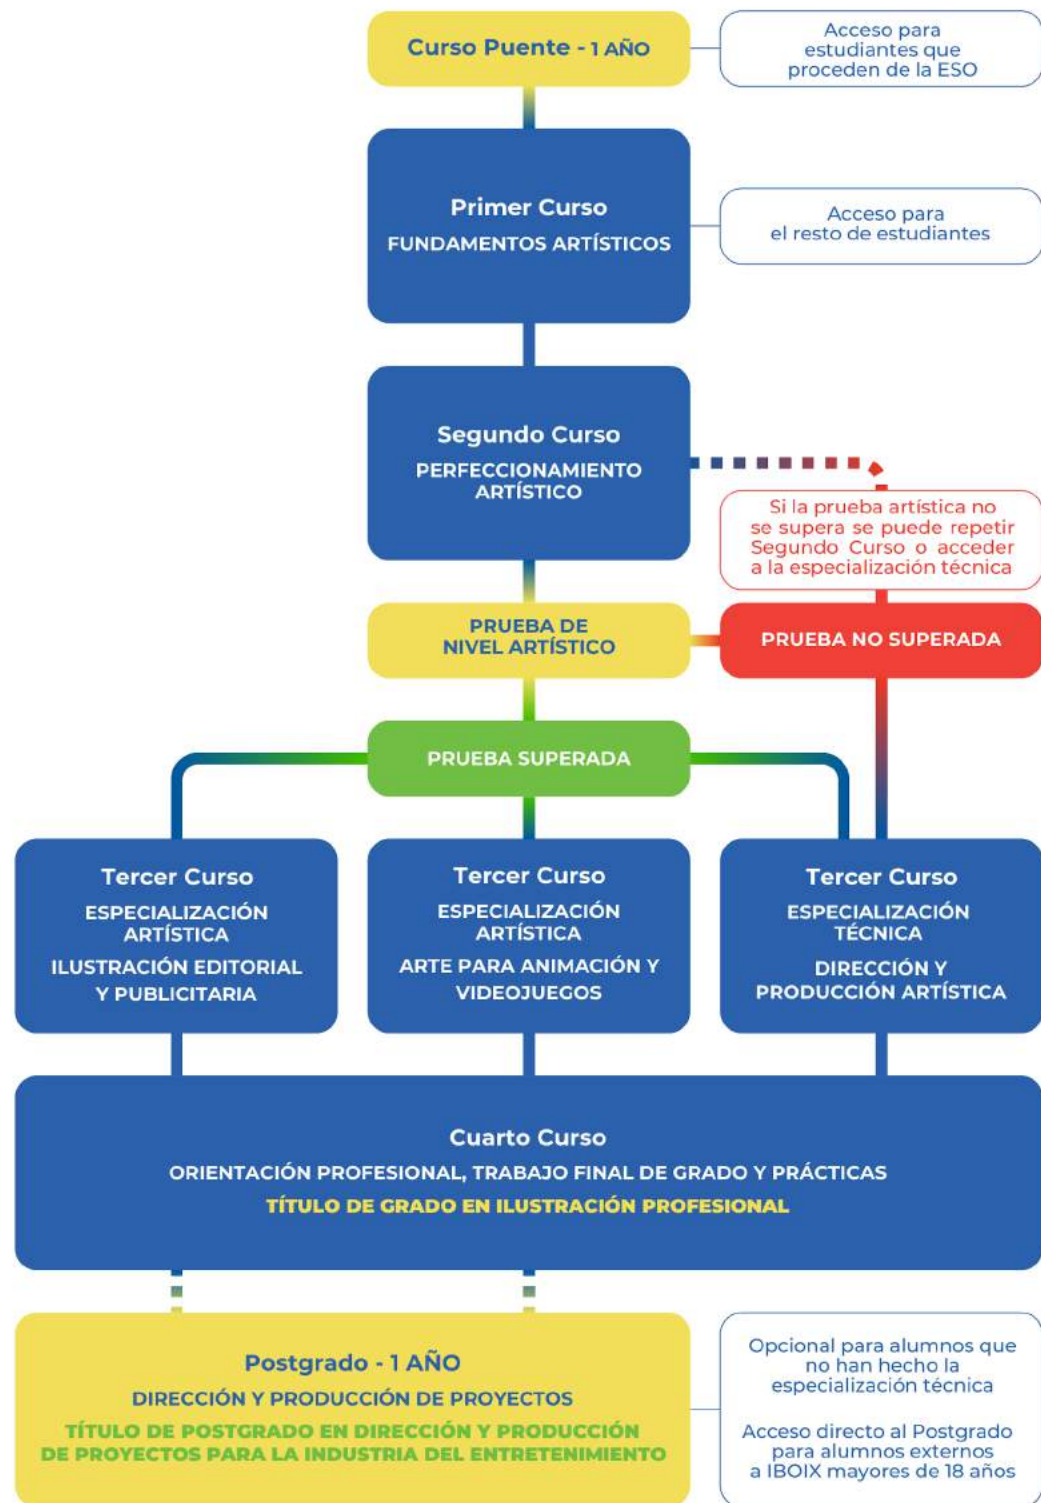 Curso Puente - 1 AÑO
Acceso para
estudiantes que
proceden de la ESO
Primer Curso
FUNDAMENTOS ARTÍSTICOS
Acceso para
el resto de estudiantes
Segundo Curso
PERFECCIONAMIENTO
ARTÍSTICO
Si la prueba artística no
se supera se puede repetir
Segundo Curso o acceder
a la especialización técnica
PRUEBA DE
NIVEL ARTÍSTICO
PRUEBA NO SUPERADA
PRUEBA SUPERADA
Tercer Curso
ESPECIALIZACIÓN
ARTÍSTICA
ILUSTRACIÓN EDITORIAL
Y PUBLICITARIA
Tercer Curso
ESPECIALIZACIÓN
ARTÍSTICA
ARTE PARA ANIMACIÓN Y
VIDEOJUEGOS
Tercer Curso
ESPECIALIZACIÓN
TÉCNICA
DIRECCIÓN Y
PRODUCCIÓN ARTÍSTICA
Cuarto Curso
ORIENTACIÓN PROFESIONAL, TRABAJO FINAL DE GRADO Y PRÁCTICAS
TÍTULO DE GRADO EN ILUSTRACIÓN PROFESIONAL
Postgrado - 1 AÑO
DIRECCIÓN Y PRODUCCIÓN DE PROYECTOS
TÍTULO DE POSTGRADO EN DIRECCIÓN Y PRODUCCIÓN
DE PROYECTOS PARA LA INDUSTRIA DEL ENTRETENIMIENTO
Opcional para alumnos que
no han hecho la
especialización técnica
Acceso directo al Postgrado
para alumnos externos
a IBOIX mayores de 18 años